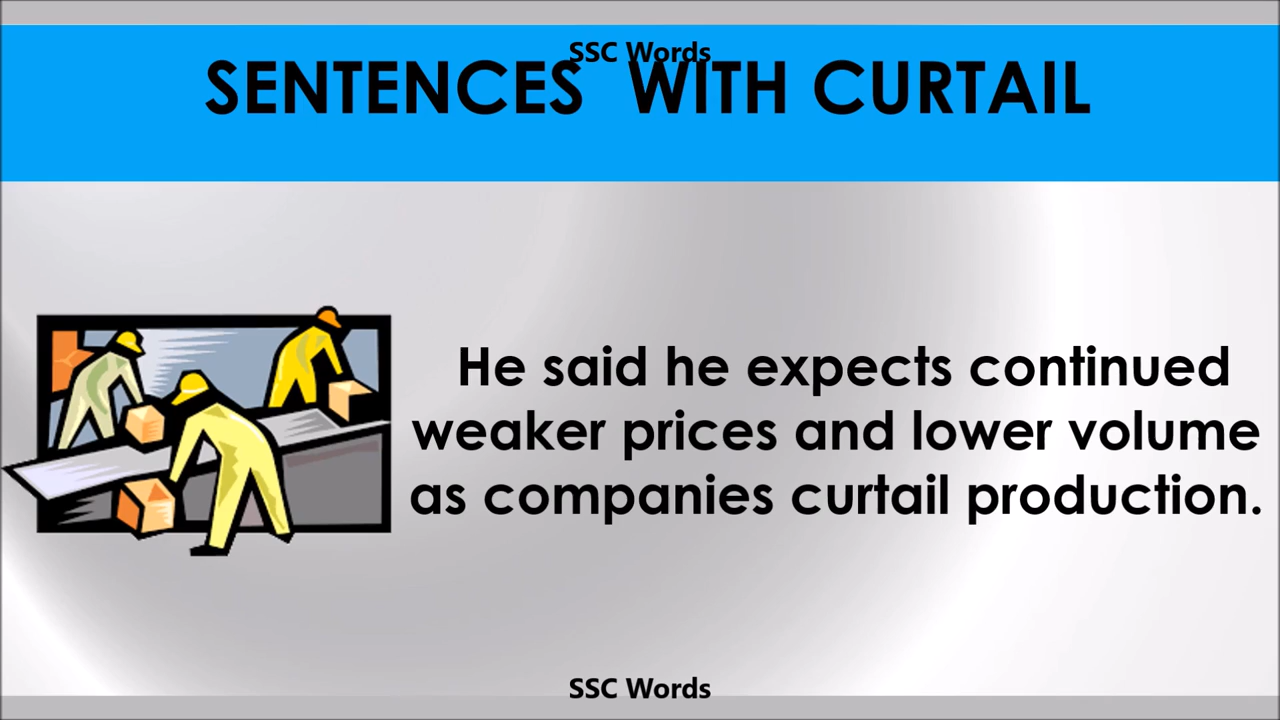 SSC Words
SENTENCES WITH CURTAIL
He said he expects continued
weaker prices and lower volume
as companies curtail production.
SSC Words